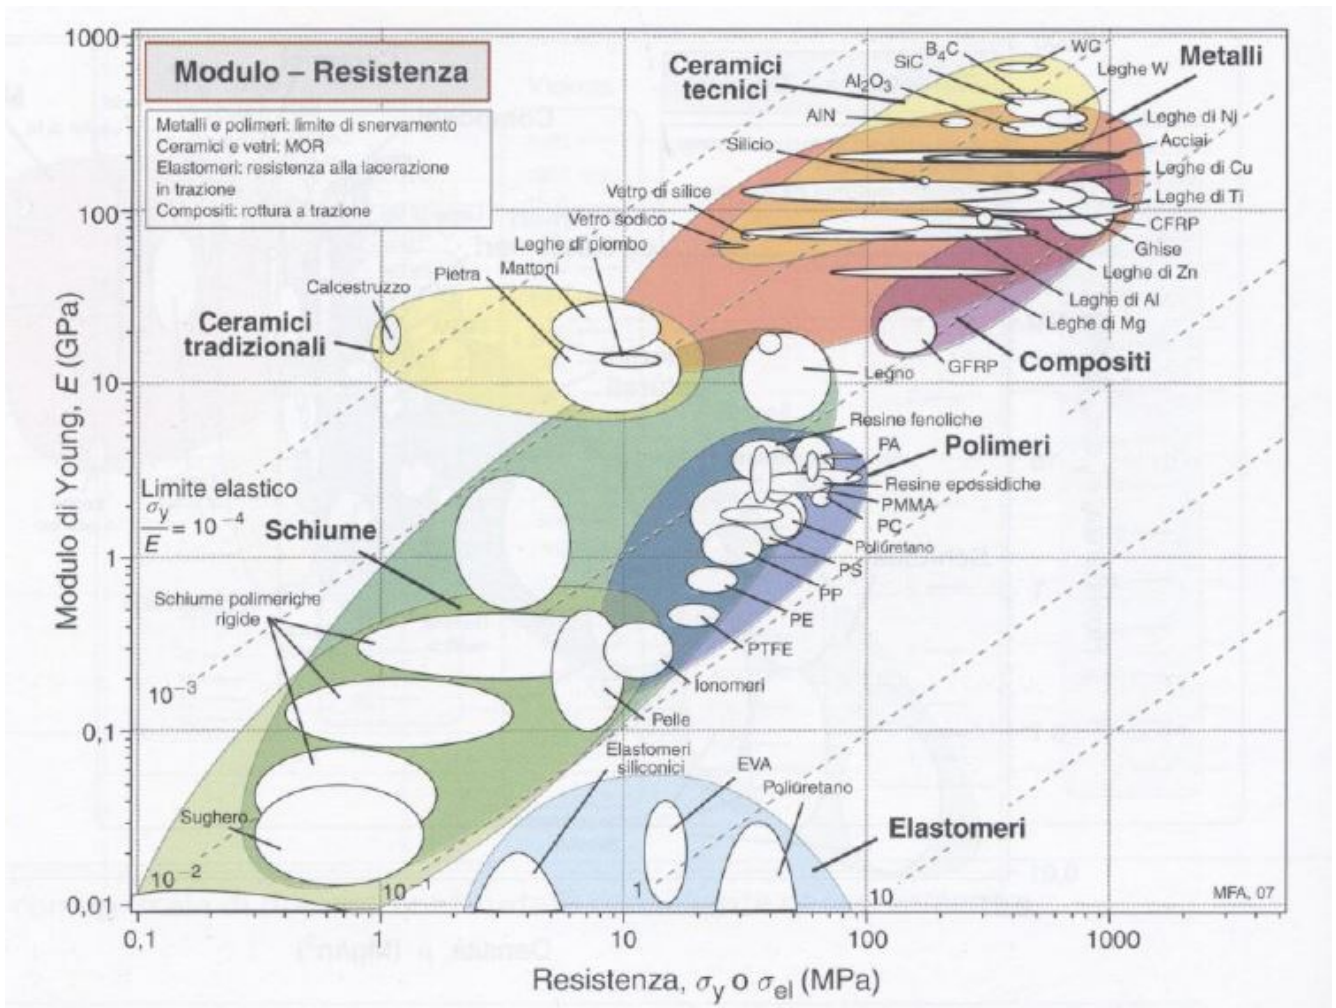 Modulo – Resistenza
Metalli e polimeri: limite di snervamento
Ceramici e vetri: MOR
Elastomeri: resistenza alla lacerazione
in trazione
Compositi: rottura a trazione
1000
100
10
1
0,1
0,01
Modulo di Young, E (GPa)
Ceramici
tecnici
B4C
WC
SiC
Leghe W
Metalli
Al2O3
AlN
Leghe di Ni
Silicio
Acciai
Leghe di Cu
Vetro di silice
Leghe di Ti
Vetro sodico
CFRP
Leghe di piombo
Ghise
Pietra
Mattoni
Leghe di Zn
Calcestruzzo
Leghe di Al
Leghe di Mg
Ceramici
tradizionali
Compositi
GFRP
Legno
Resine fenoliche
PA
Polimeri
Resine epossidiche
PMMA
PC
Poliuretano
PS
PP
PE
PTFE
Limite elastico
σy
E = 10 -4
Schiume
Schiume polimeriche
rigide
Ionomeri
Pelle
10 -3
Elastomeri
siliconici
EVA
Poliuretano
Sughero
Elastomeri
10 -2
10 -1
1
10
MFA, 07
0,1
1
10
100
1000
Resistenza, σy o σel (MPa)